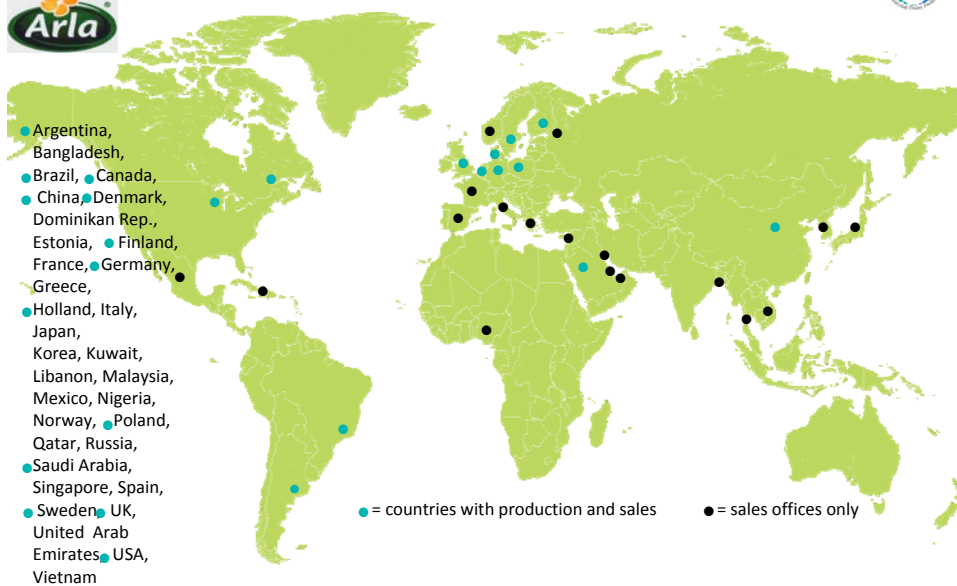 Arla
Argentina,
Bangladesh,
Brazil, Canada,
China, Denmark,
Dominikan Rep.,
Estonia, Finland,
France, Germany,
Greece,
Holland, Italy,
Japan,
Korea, Kuwait,
Libanon, Malaysia,
Mexico, Nigeria,
Norway, Poland,
Qatar, Russia,
Saudi Arabia,
Singapore, Spain,
Sweden, UK,
United Arab
Emirates, USA,
Vietnam
= countries with production and sales
= sales offices only